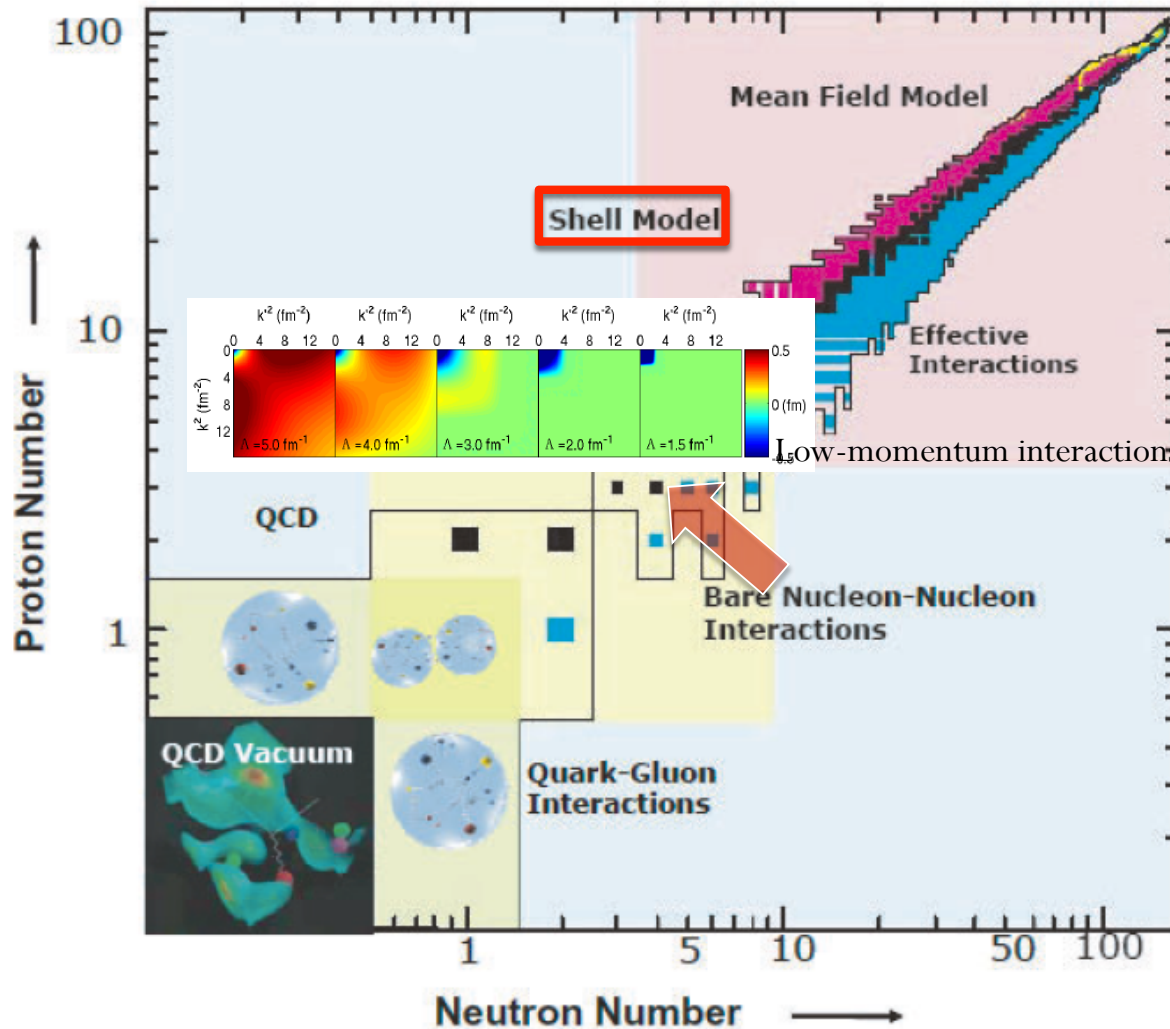 100
Mean Field Model
Shell Model
k'² (fm⁻²) k'² (fm⁻²) k'² (fm⁻²) k'² (fm⁻²) k'² (fm⁻²)
0 4 8 12 0 4 8 12 0 4 8 12 0 4 8 12 0 4 8 12
10
Effective
Interactions
0
4
8
12
k² (fm⁻²)
Λ =5.0 fm⁻¹ Λ =4.0 fm⁻¹ Λ =3.0 fm⁻¹ Λ =2.0 fm⁻¹ Λ =1.5 fm⁻¹
0.5
0 (fm)
-0.5
Low-momentum interaction
Proton Number
QCD
Bare Nucleon-Nucleon
Interactions
1
QCD Vacuum
Quark-Gluon
Interactions
1 5 10 50 100
Neutron Number